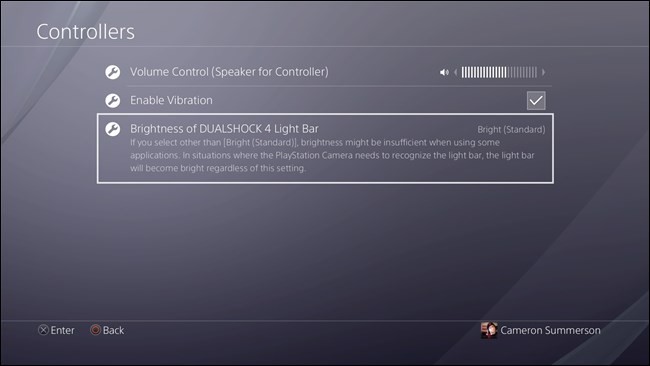 Controllers
Volume Control (Speaker for Controller)
Enable Vibration
Brightness of DUALSHOCK 4 Light Bar Bright (Standard)
If you select other than [Bright (Standard)], brightness might be insufficient when using some
applications. In situations where the PlayStation Camera needs to recognize the light bar, the light bar
will become bright regardless of this setting.
Enter Back Cameron Summerson